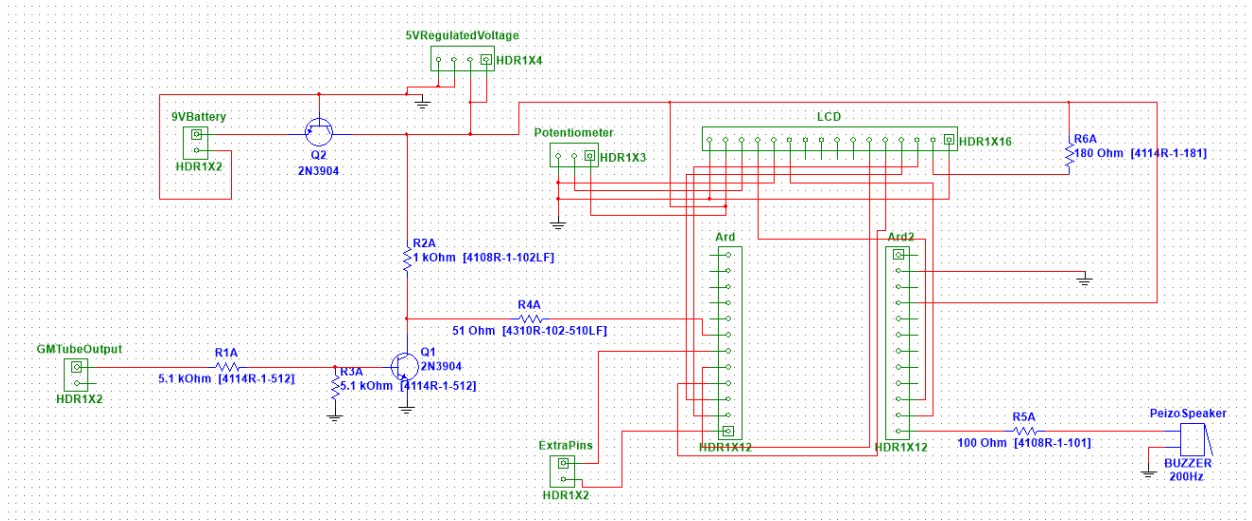 5VRegulatedVoltage
HDR1X4
9VBattery
HDR1X2
Q2
2N3904
Potentiometer
HDR1X3
LCD
HDR1X16
R6A
180 Ohm [4114R-1-181]
R2A
1 kOhm [4108R-1-102LF]
Ard
Ard2
R4A
51 Ohm [4310R-102-510LF]
GMTubeOutput
HDR1X2
R1A
5.1 kOhm [4114R-1-512]
Q1
2N3904
R3A
5.1 kOhm [4114R-1-512]
ExtraPins
HDR1X2
HDR1X12
HDR1X12
R5A
100 Ohm [4108R-1-101]
PeizoSpeaker
BUZZER
200Hz